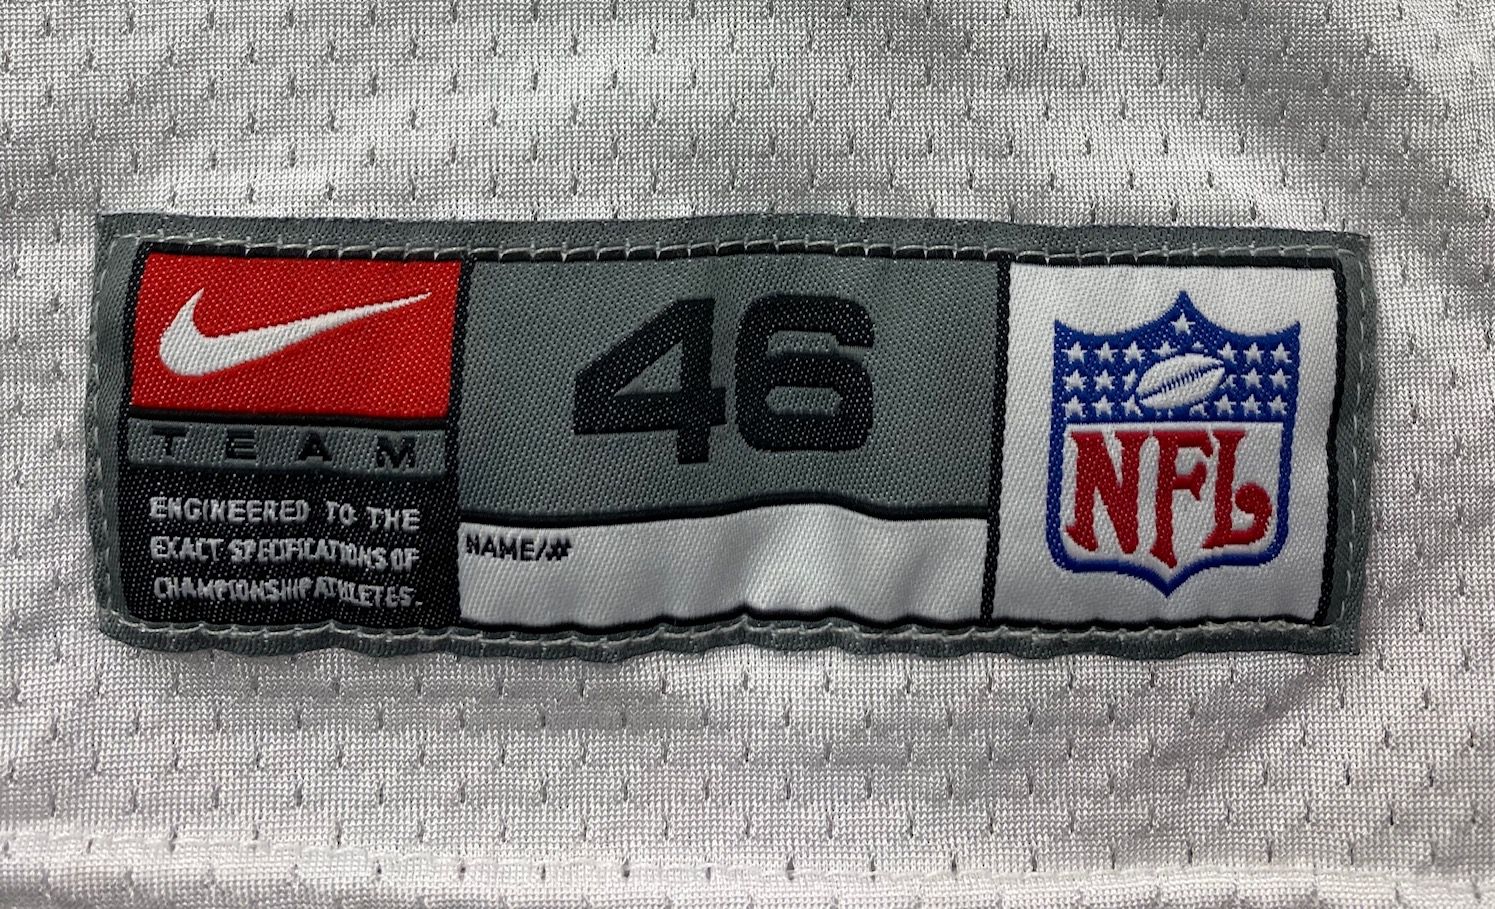 TEAM
ENGINEERED TO THE
EXACT SPECIFICATIONS OF
CHAMPIONSHIP ATHLETES.
46
NAME/#
NFL